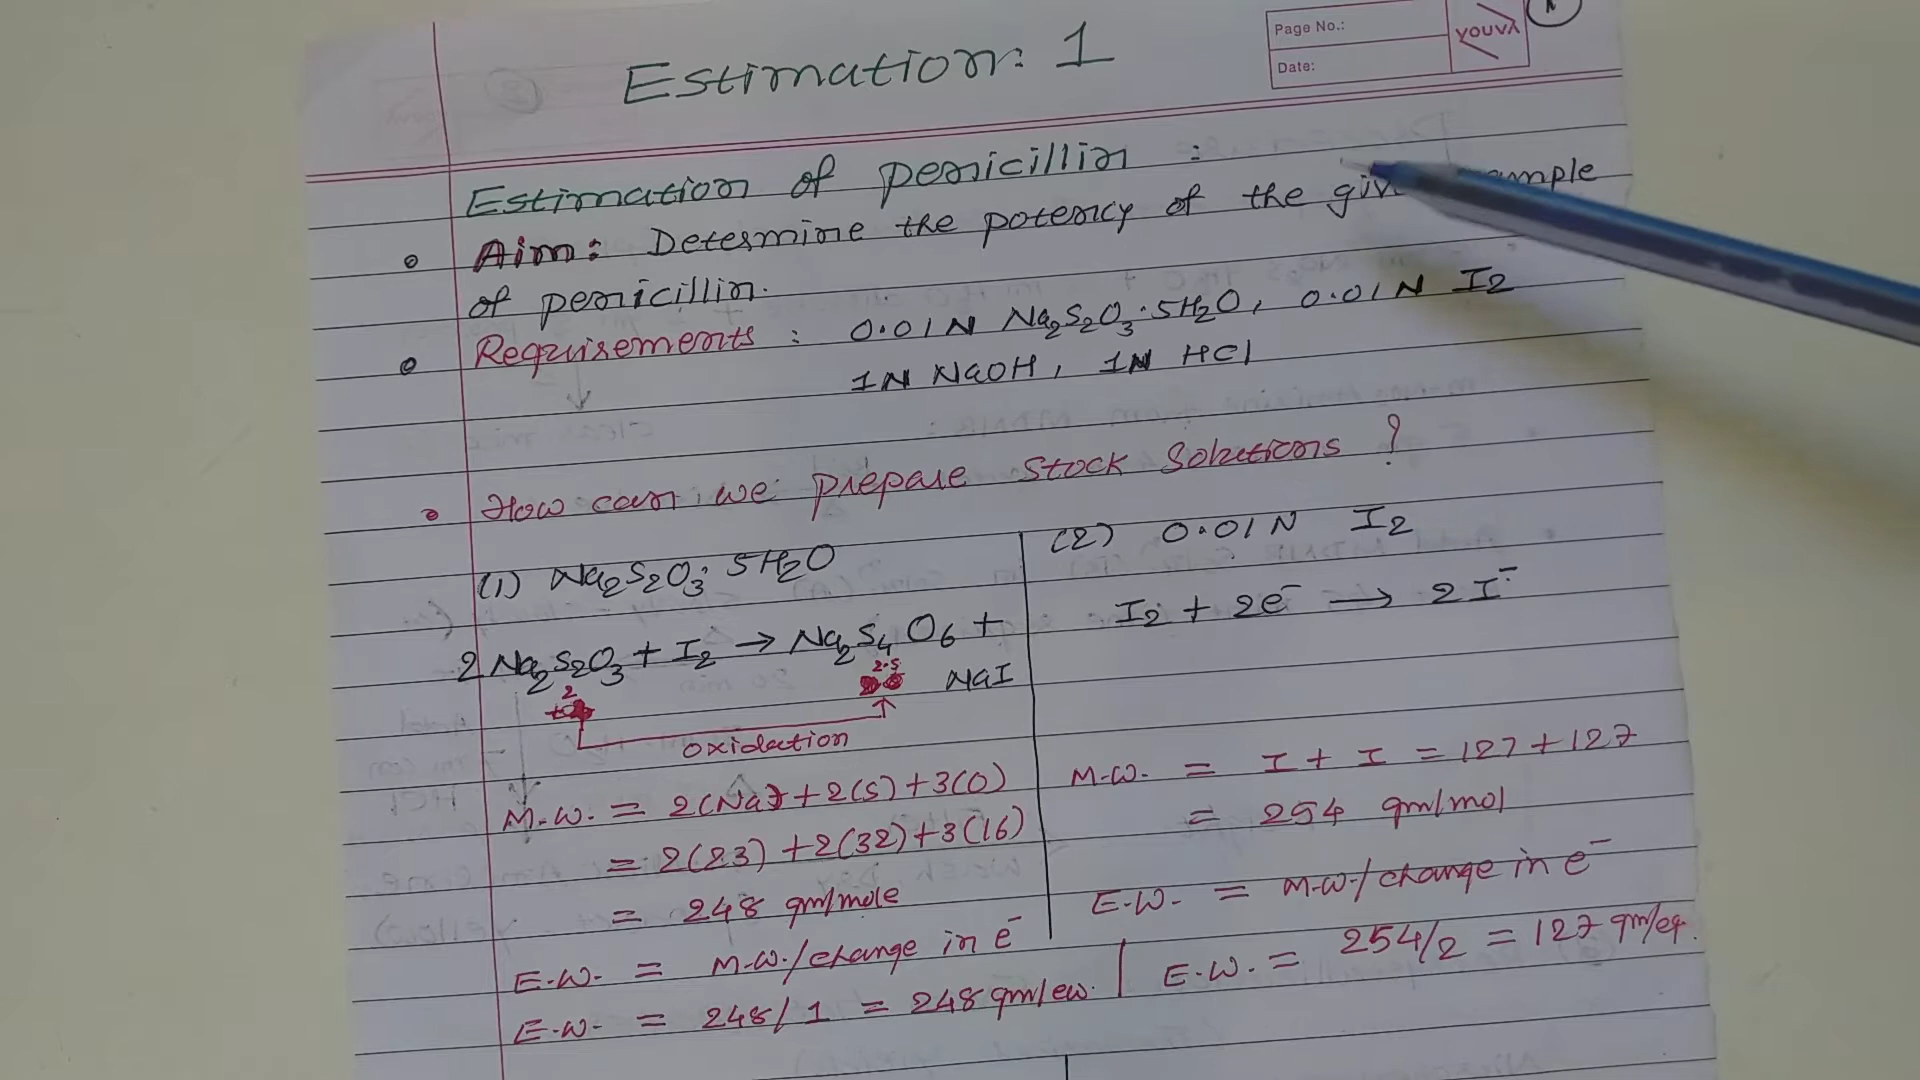 Estimation: 1
Page No.:
Date:
YOUVA
Estimation of penicillin :
Aim: Determine the potency of the
of penicillin.
Requirements : 0.01N Na2S2O3·5H2O, 0.01N I2
1N NaOH, 1N HCl
How can we prepare Stock Solutions ?
(1) Na2S2O3·5H2O
2Na2S2O3 + I2 → Na2S4O6 +
NaI
2
2.5
oxidation
M.W. = 2(Na) + 2(S) + 3(O)
= 2(23) + 2(32) + 3(16)
= 248 gm/mole
E.W. = M.W./change in e⁻
E.W. = 248/1 = 248 gm/ew.
(2) 0.01N I2
I2 + 2e⁻ → 2I⁻
M.W. = I + I = 127 + 127
= 254 gm/mol
E.W. = M.W./change in e⁻
E.W. = 254/2 = 127 gm/eq.